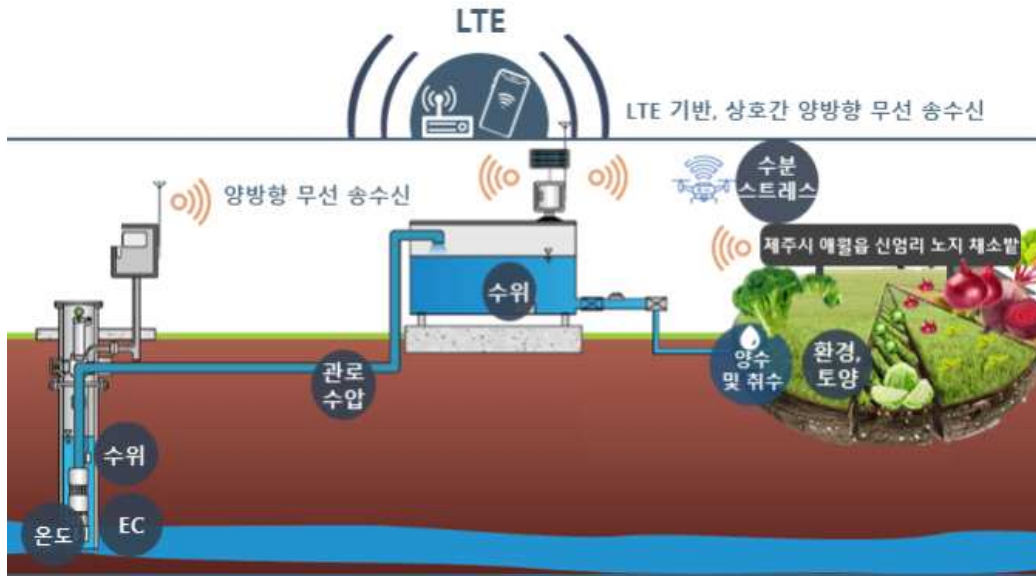 LTE
LTE 기반, 상호간 양방향 무선 송수신
양방향 무선 송수신
수분
스트레스
제주시 애월읍 신엄리 노지 채소밭
수위
관로
수압
양수
및 취수
환경,
토양
수위
온도
EC